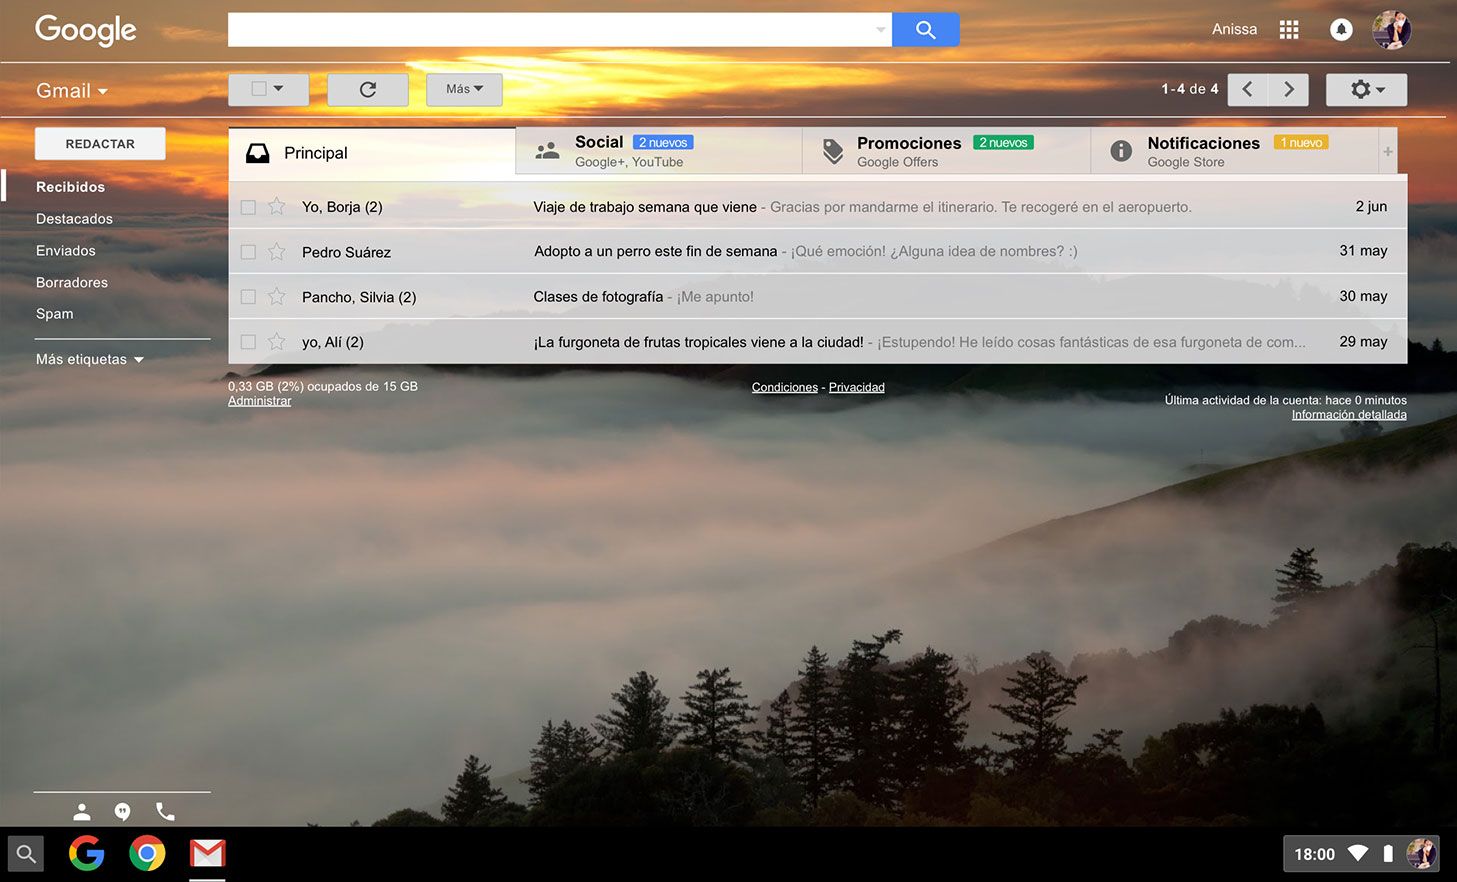 Google
Anissa
Gmail
Más
1-4 de 4
REDACTAR
Principal
Social 2 nuevos
Google+, YouTube
Promociones 2 nuevos
Google Offers
Notificaciones 1 nuevo
Google Store
+
Recibidos
Destacados
Enviados
Borradores
Spam
Más etiquetas
Yo, Borja (2) Viaje de trabajo semana que viene - Gracias por mandarme el itinerario. Te recogeré en el aeropuerto. 2 jun
Pedro Suárez Adopto a un perro este fin de semana - ¡Qué emoción! ¿Alguna idea de nombres? :) 31 may
Pancho, Silvia (2) Clases de fotografía - ¡Me apunto! 30 may
yo, Alí (2) ¡La furgoneta de frutas tropicales viene a la ciudad! - ¡Estupendo! He leído cosas fantásticas de esa furgoneta de com... 29 may
0,33 GB (2%) ocupados de 15 GB
Administrar
Condiciones - Privacidad
Última actividad de la cuenta: hace 0 minutos
Información detallada
18:00